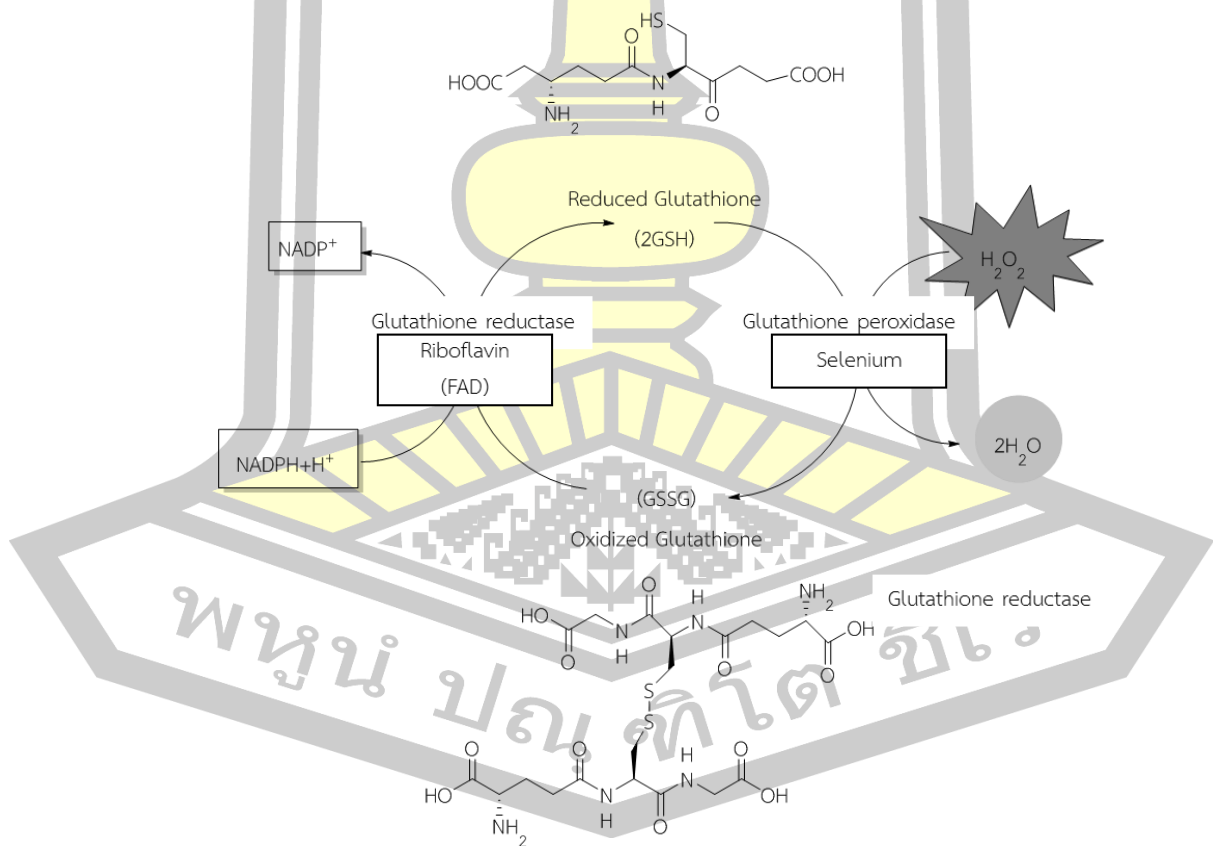 HS
O
HOOC
N
H
COOH
NH2
O
Reduced Glutathione
(2GSH)
NADP+
H2O2
Glutathione reductase
Glutathione peroxidase
Riboflavin
(FAD)
Selenium
NADPH+H+
2H2O
(GSSG)
Oxidized Glutathione
Glutathione reductase
O
H
NH2
HO
N
H
N
OH
O
O
O
S
S
O
O
H
O
HO
N
H
N
OH
NH2
O
พหูนํ ปณฺฑิโต ชีเว